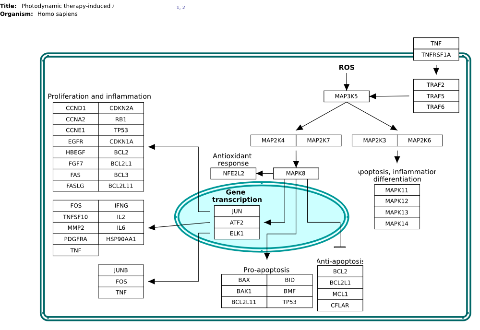 Title: Photodynamic therapy-induced
Organism: Homo sapiens
TNF
TNFRSF1A
ROS
TRAF2
TRAF5
TRAF6
MAP3K5
Proliferation and inflammation
CCND1 CDKN2A
CCNA2 RB1
CCNE1 TP53
EGFR CDKN1A
HBEGF BCL2
FGF7 BCL2L1
FAS BCL3
FASLG BCL2L11
MAP2K4 MAP2K7
MAP2K3 MAP2K6
Antioxidant
response
NFE2L2
MAPK8
apoptosis, inflammation
differentiation
MAPK11
MAPK12
MAPK13
MAPK14
Gene
transcription
JUN
ATF2
ELK1
FOS IFNG
TNFSF10 IL2
MMP2 IL6
PDGFRA HSP90AA1
TNF
JUNB
FOS
TNF
Pro-apoptosis
BAX BID
BAK1 BMF
BCL2L11 TP53
Anti-apoptosis
BCL2
BCL2L1
MCL1
CFLAR